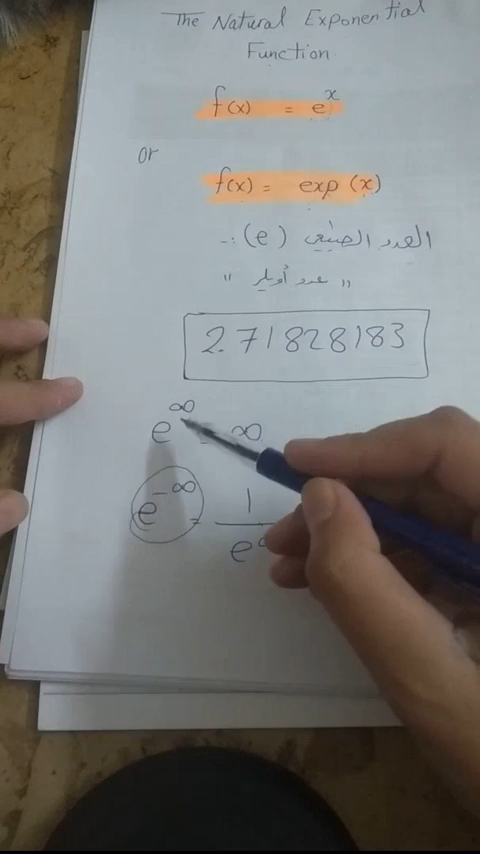 The Natural Exponential
Function
f(x) = e^x
or
f(x) = exp (x)
العدد الطبيعي (e) :-
" عدد أويلر "
2.71828183
e^∞ = ∞
e^-∞ = 1/e